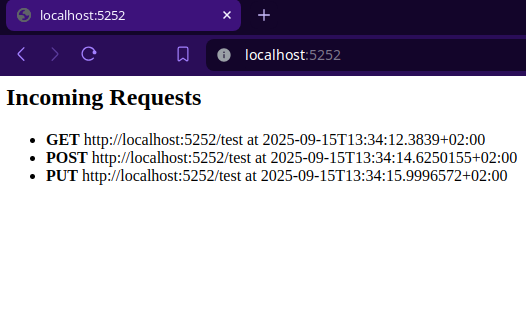 localhost:5252
localhost:5252
Incoming Requests
• GET http://localhost:5252/test at 2025-09-15T13:34:12.3839+02:00
• POST http://localhost:5252/test at 2025-09-15T13:34:14.6250155+02:00
• PUT http://localhost:5252/test at 2025-09-15T13:34:15.9996572+02:00